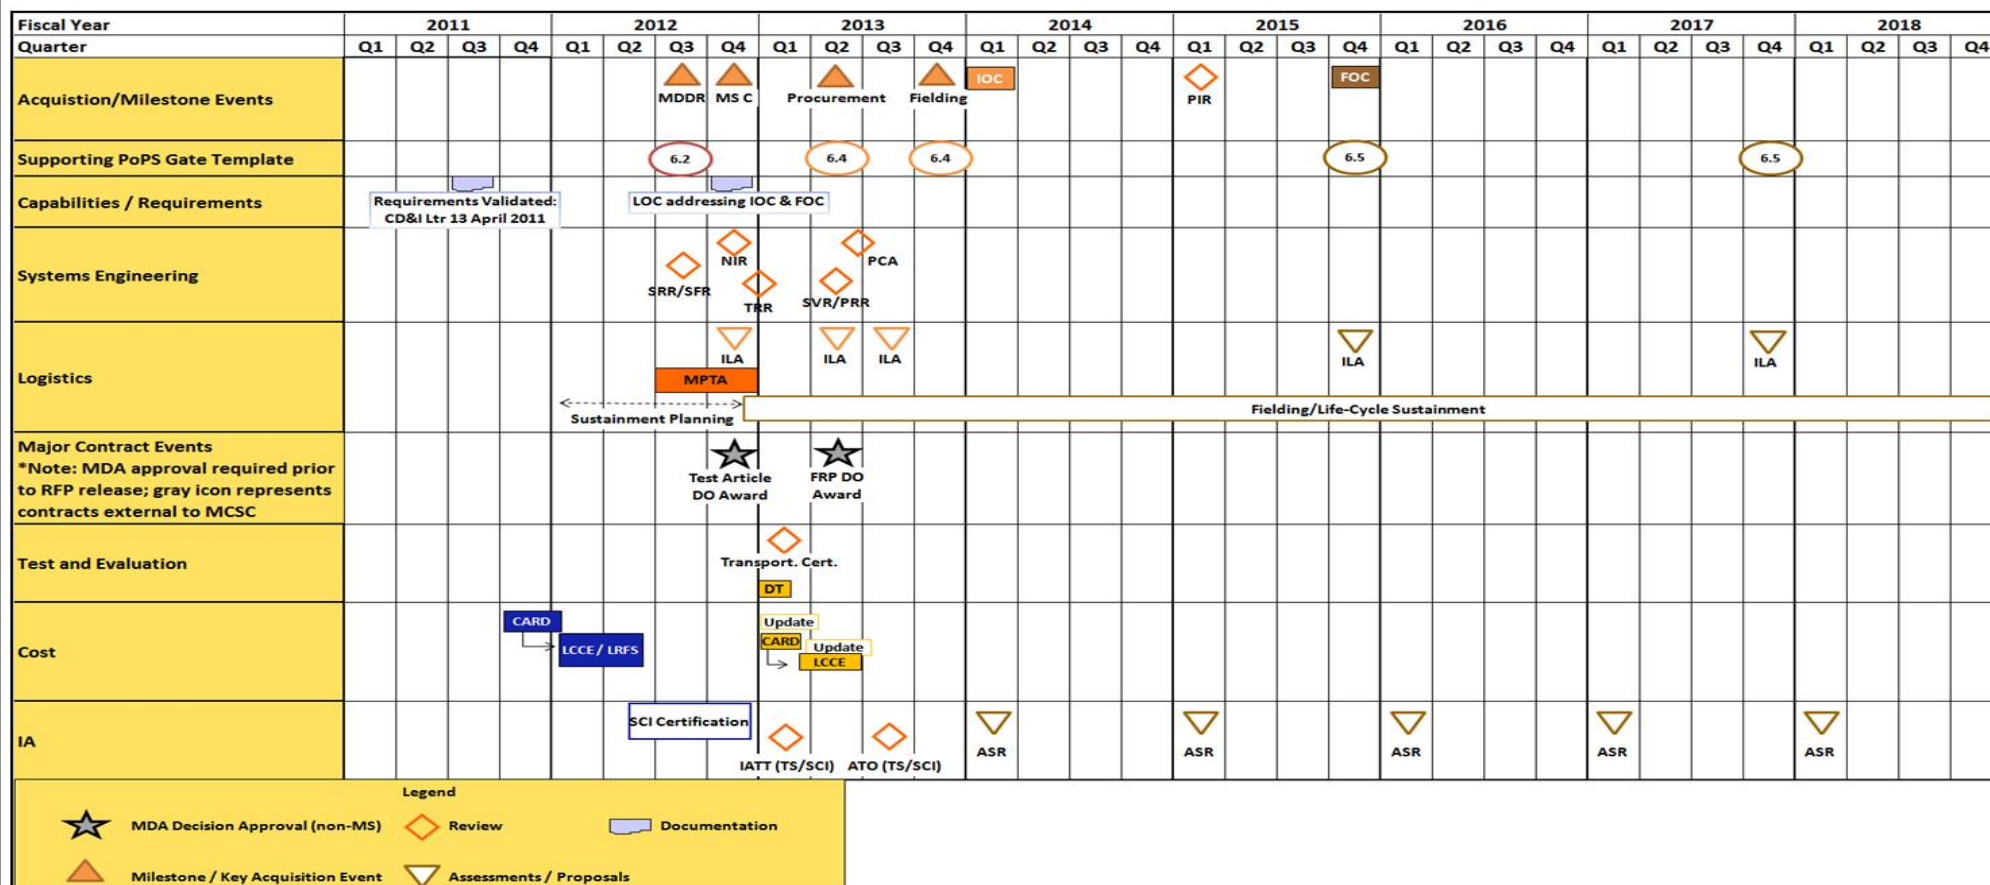 Fiscal Year 2011 2012 2013 2014 2015 2016 2017 2018
Quarter Q1 Q2 Q3 Q4 Q1 Q2 Q3 Q4 Q1 Q2 Q3 Q4 Q1 Q2 Q3 Q4 Q1 Q2 Q3 Q4 Q1 Q2 Q3 Q4 Q1 Q2 Q3 Q4 Q1 Q2 Q3 Q4
Acquistion/Milestone Events
IOC FOC
MDDR MS C Procurement Fielding PIR
Supporting PoPS Gate Template 6.2 6.4 6.4 6.5 6.5
Capabilities / Requirements
Requirements Validated:
CD&I Ltr 13 April 2011
LOC addressing IOC & FOC
Systems Engineering
NIR PCA
SRR/SFR
TRR SVR/PRR
Logistics
ILA ILA ILA ILA ILA
MPTA
Sustainment Planning
Fielding/Life-Cycle Sustainment
Major Contract Events
*Note: MDA approval required prior
to RFP release; gray icon represents
contracts external to MCSC
Test Article
DO Award
FRP DO
Award
Test and Evaluation
Transport. Cert.
DT
Cost
CARD
LCCE / LRFS
Update
CARD
Update
LCCE
IA
SCI Certification
IATT (TS/SCI) ATO (TS/SCI)
ASR ASR ASR ASR ASR
Legend
MDA Decision Approval (non-MS) Review Documentation
Milestone / Key Acquisition Event Assessments / Proposals